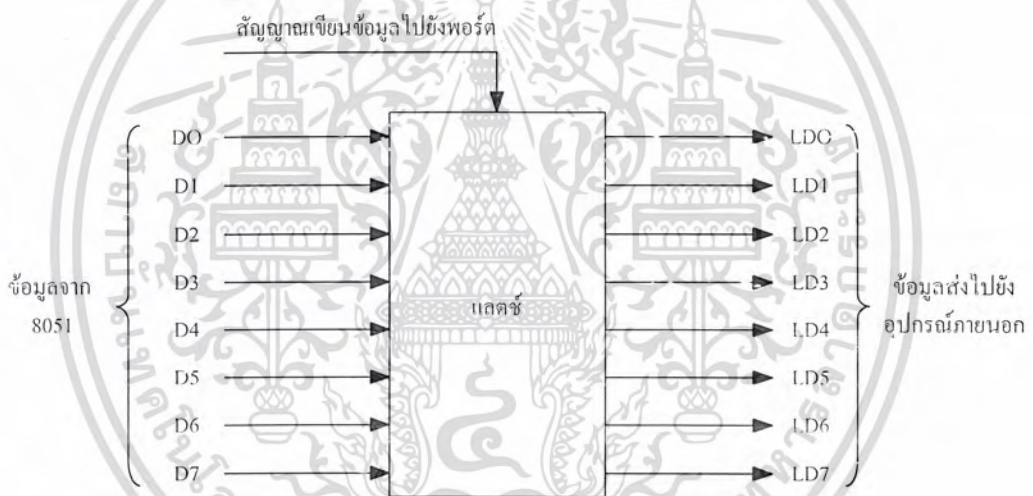 สัญญาณเขียนข้อมูลไปยังพอร์ต
DO LDO
D1 LD1
D2 LD2
D3 LD3
ข้อมูลจาก
8051
แลตช์
ข้อมูลส่งไปยัง
อุปกรณ์ภายนอก
D4 LD4
D5 LD5
D6 LD6
D7 LD7